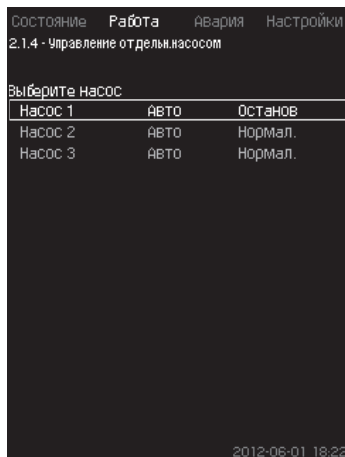 Состояние Работа Авария Настройки
2.1.4 - Управление отдельн.насосом
Выберите насос
Насос 1 Авто Останов
Насос 2 Авто Нормал.
Насос 3 Авто Нормал.
2012-06-01 18:22